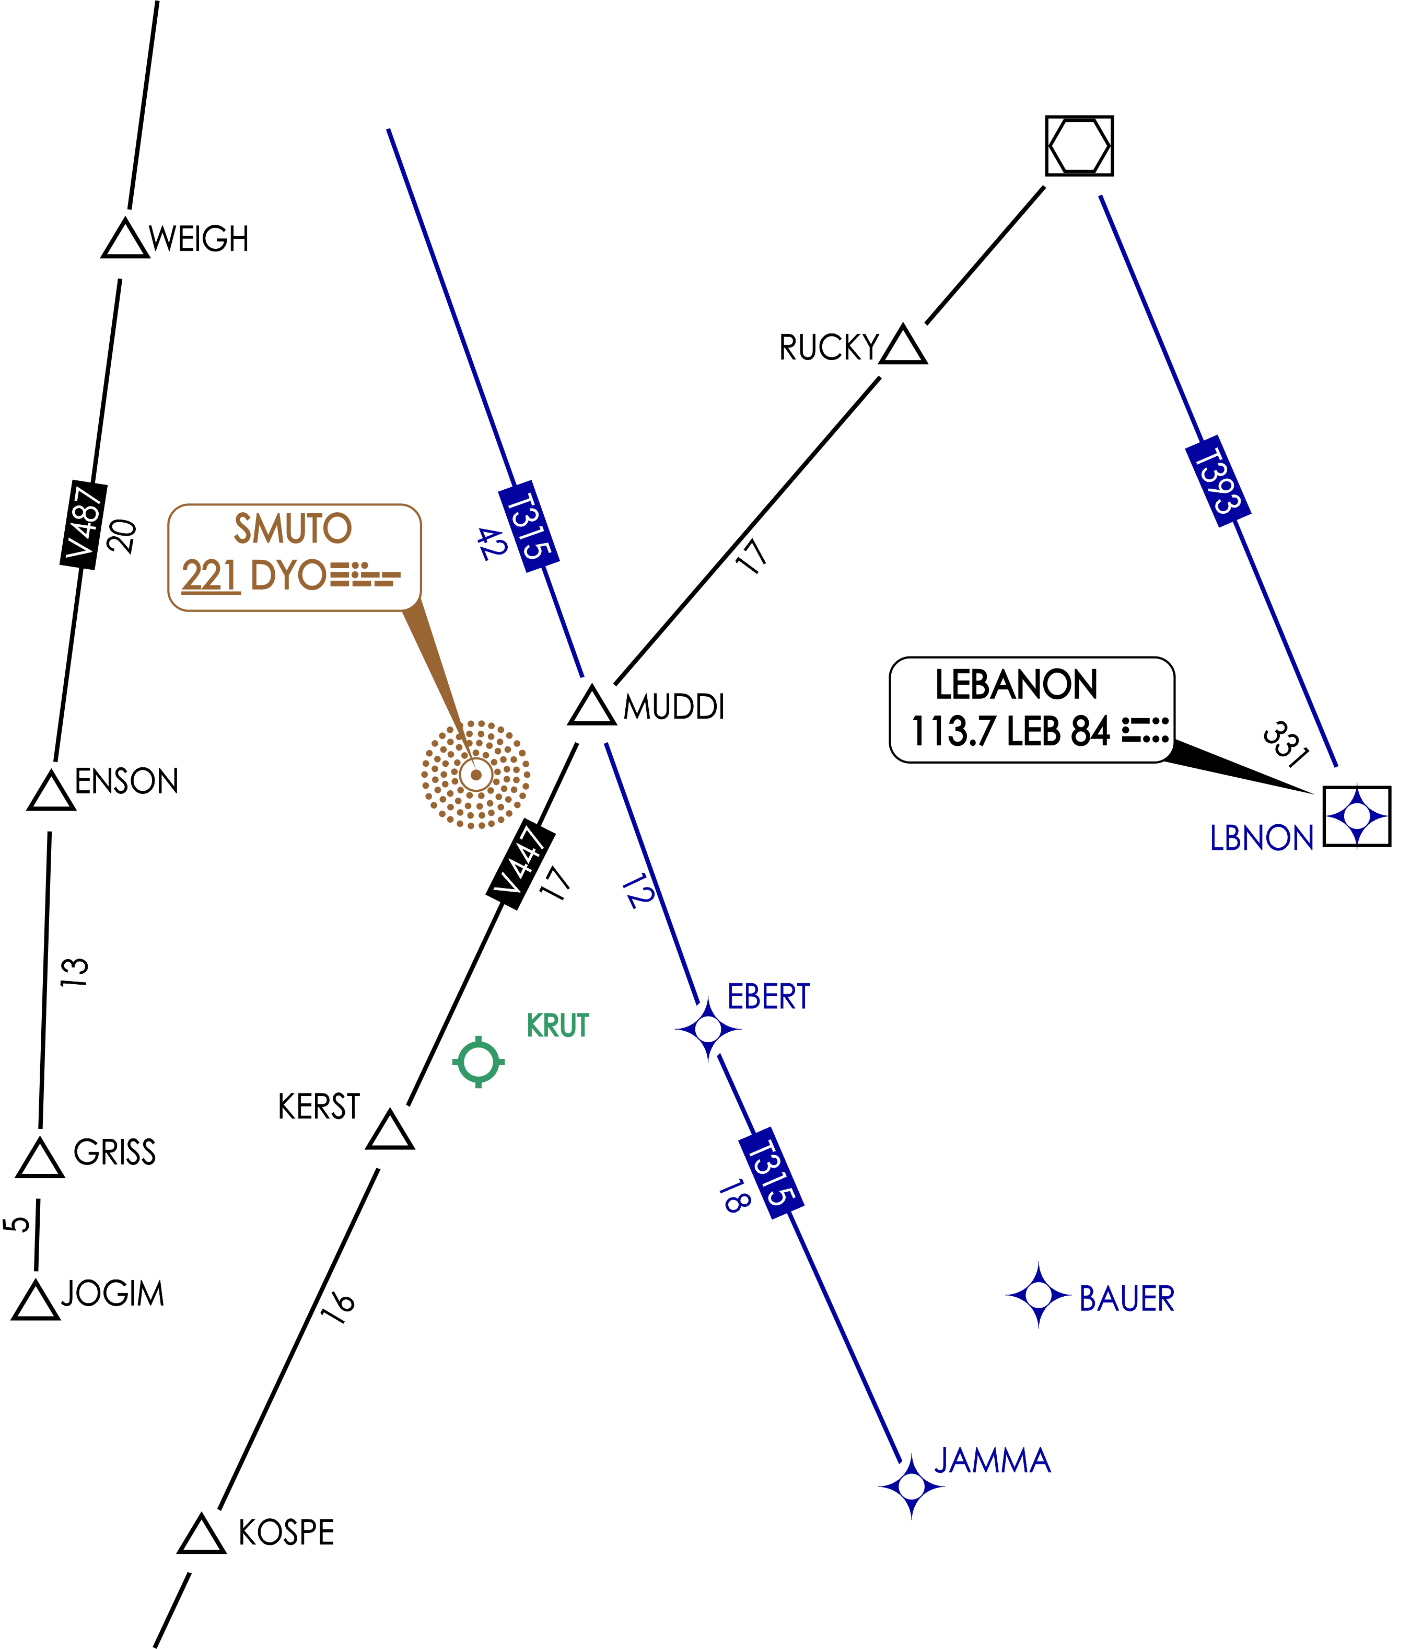 WEIGH
RUCKY
V487
20
T315
42
T393
SMUTO
221 DYO
17
LEBANON
113.7 LEB 84
331
MUDDI
ENSON
LBNON
V447
17
12
13
EBERT
KRUT
KERST
GRISS
T315
18
5
JOGIM
16
BAUER
JAMMA
KOSPE